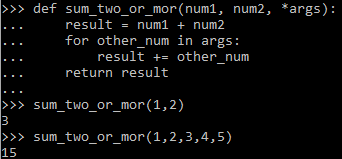 >>> def sum_two_or_mor(num1, num2, *args):
...     result = num1 + num2
...     for other_num in args:
...         result += other_num
...     return result
...
>>> sum_two_or_mor(1,2)
3
>>> sum_two_or_mor(1,2,3,4,5)
15